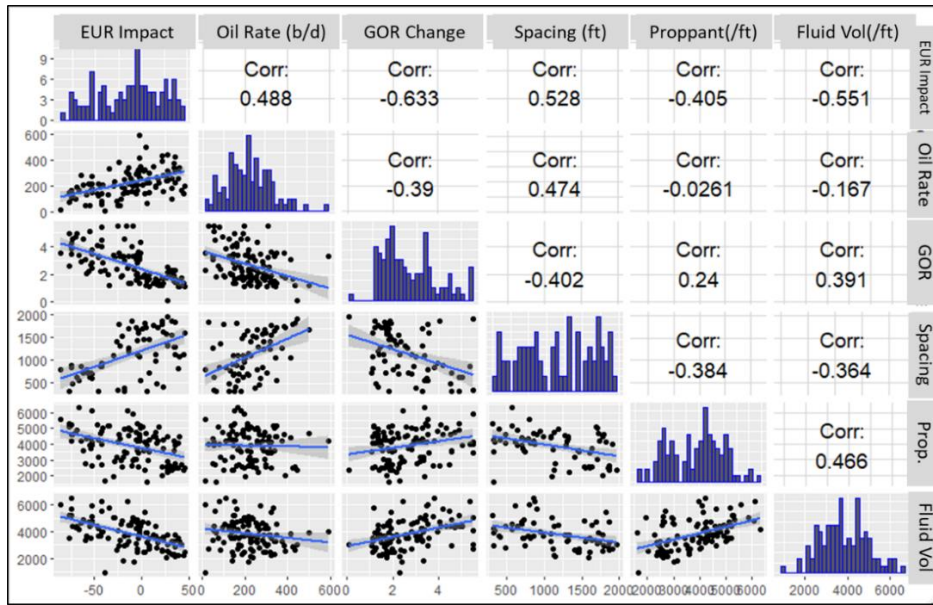 EUR Impact Oil Rate (b/d) GOR Change Spacing (ft) Proppant(/ft) Fluid Vol(/ft)
EUR Impact
9
6
3
0
Corr: Corr: Corr: Corr: Corr:
0.488 -0.633 0.528 -0.405 -0.551
Oil Rate
600
400
200
0
Corr: Corr: Corr: Corr:
-0.39 0.474 -0.0261 -0.167
GOR
4
2
0
Corr: Corr: Corr:
-0.402 0.24 0.391
Spacing
2000
1500
1000
500
Corr: Corr:
-0.384 -0.364
Prop.
6000
5000
4000
3000
2000
Corr:
0.466
Fluid Vol
6000
4000
2000
-50 0 50 0 200 400 600 0 2 4 500 1000 1500 2000 2000 3000 4000 5000 6000 2000 4000 6000